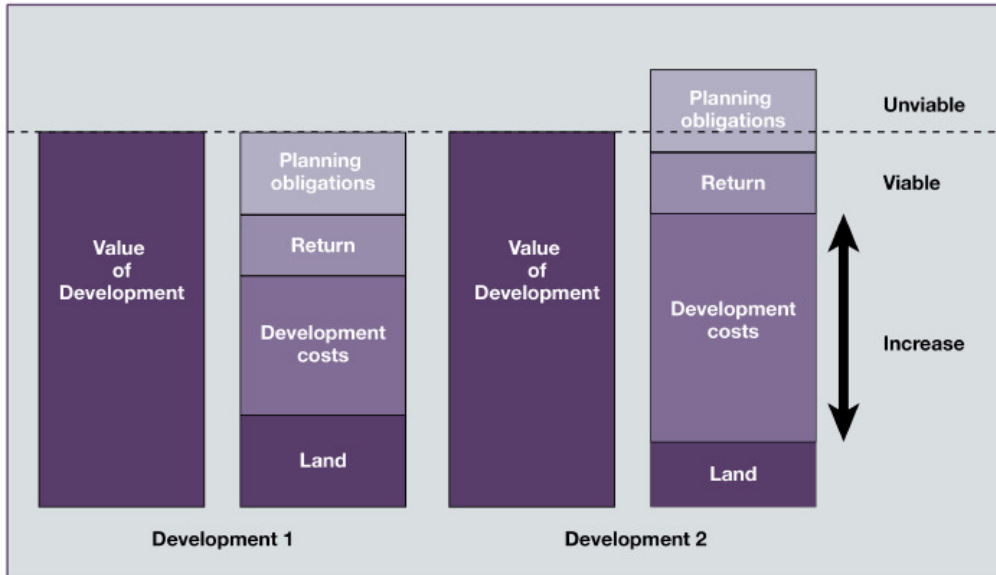 Value
of
Development
Planning
obligations
Return
Development
costs
Land
Development 1
Value
of
Development
Planning
obligations
Return
Development
costs
Land
Development 2
Unviable
Viable
Increase